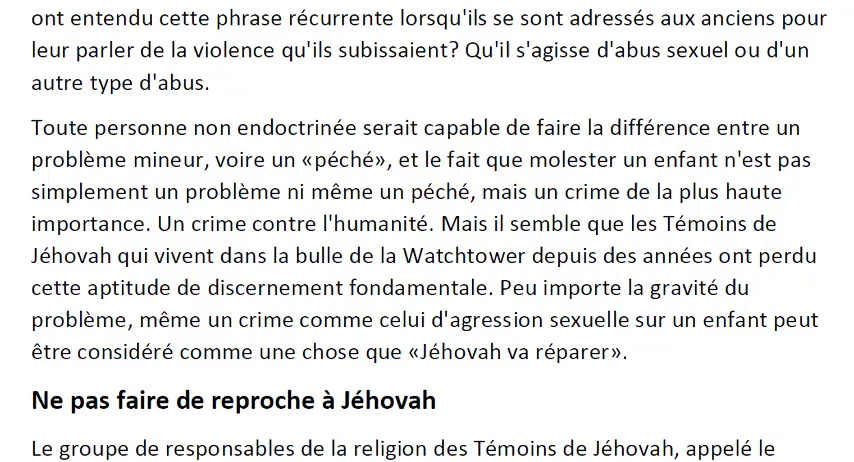 ont entendu cette phrase récurrente lorsqu'ils se sont adressés aux anciens pour
leur parler de la violence qu'ils subissaient? Qu'il s'agisse d'abus sexuel ou d'un
autre type d'abus.
Toute personne non endoctrinée serait capable de faire la différence entre un
problème mineur, voire un «péché», et le fait que molester un enfant n'est pas
simplement un problème ni même un péché, mais un crime de la plus haute
importance. Un crime contre l'humanité. Mais il semble que les Témoins de
Jéhovah qui vivent dans la bulle de la Watchtower depuis des années ont perdu
cette aptitude de discernement fondamentale. Peu importe la gravité du
problème, même un crime comme celui d'agression sexuelle sur un enfant peut
être considéré comme une chose que «Jéhovah va réparer».
Ne pas faire de reproche à Jéhovah
Le groupe de responsables de la religion des Témoins de Jéhovah, appelé le